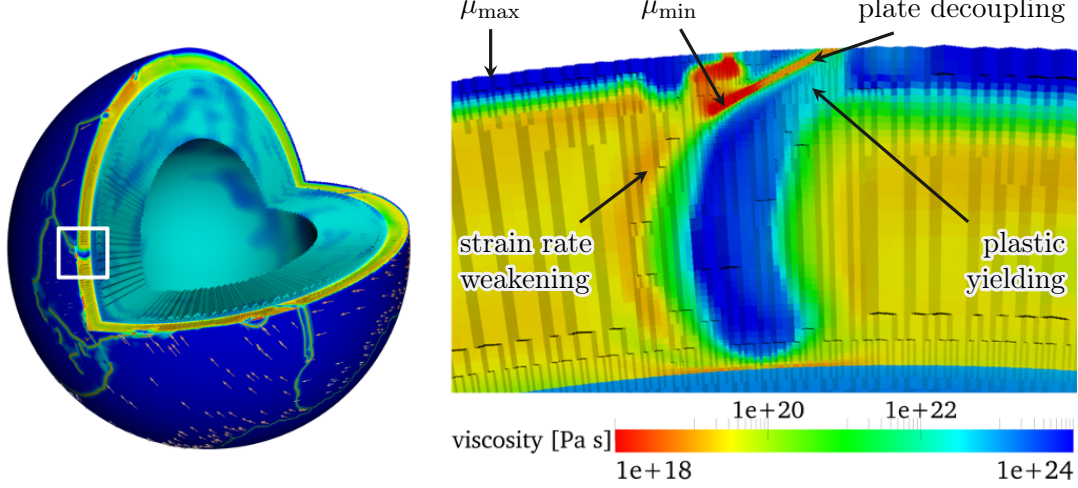 μmax
μmin
plate decoupling
strain rate
weakening
plastic
yielding
1e+20
1e+22
viscosity [Pa s]
1e+18
1e+24